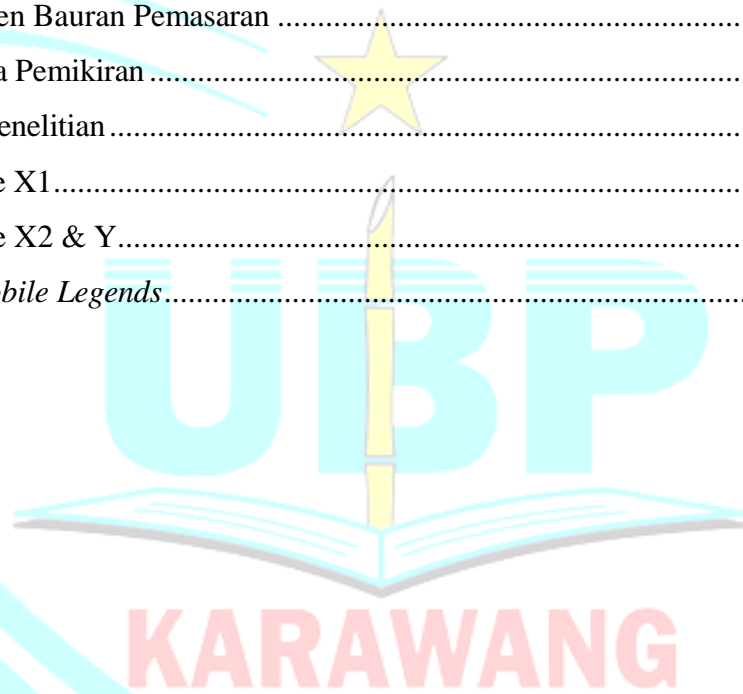 en Bauran Pemasaran ....................................................................
a Pemikiran ........................................................................................
enelitian ..............................................................................................
e X1.......................................................................................................
e X2 & Y.............................................................................................
bile Legends.......................................................................................
UBP
KARAWANG